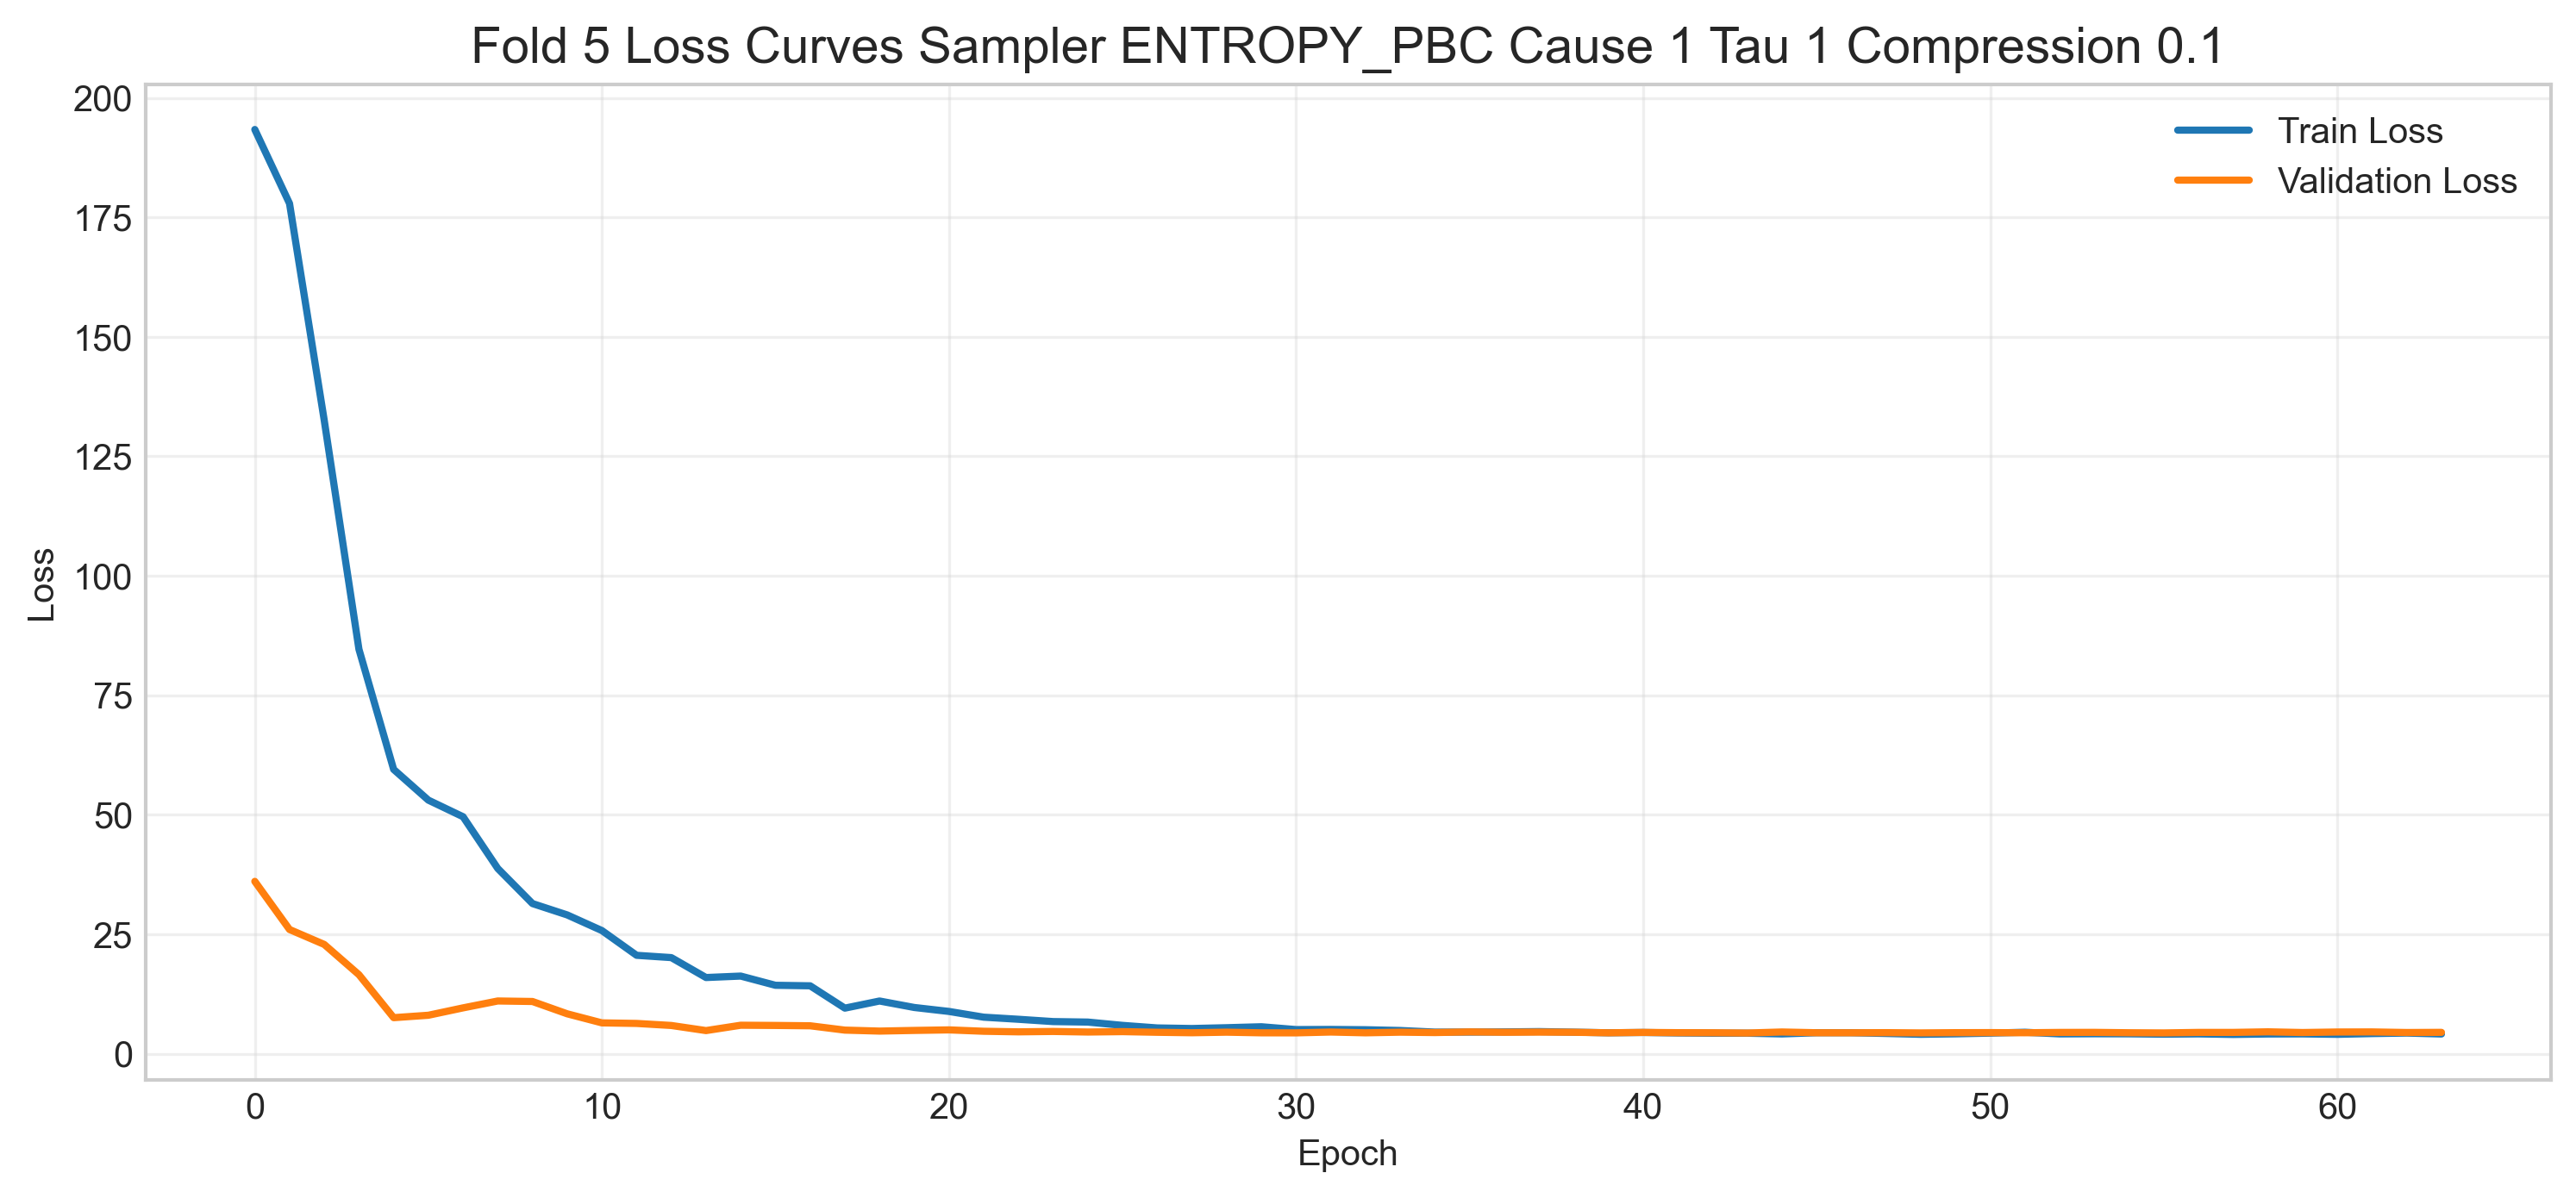 Fold 5 Loss Curves Sampler ENTROPY_PBC Cause 1 Tau 1 Compression 0.1
200
175
150
125
100
75
50
25
0
Loss
Train Loss
Validation Loss
0 10 20 30 40 50 60
Epoch